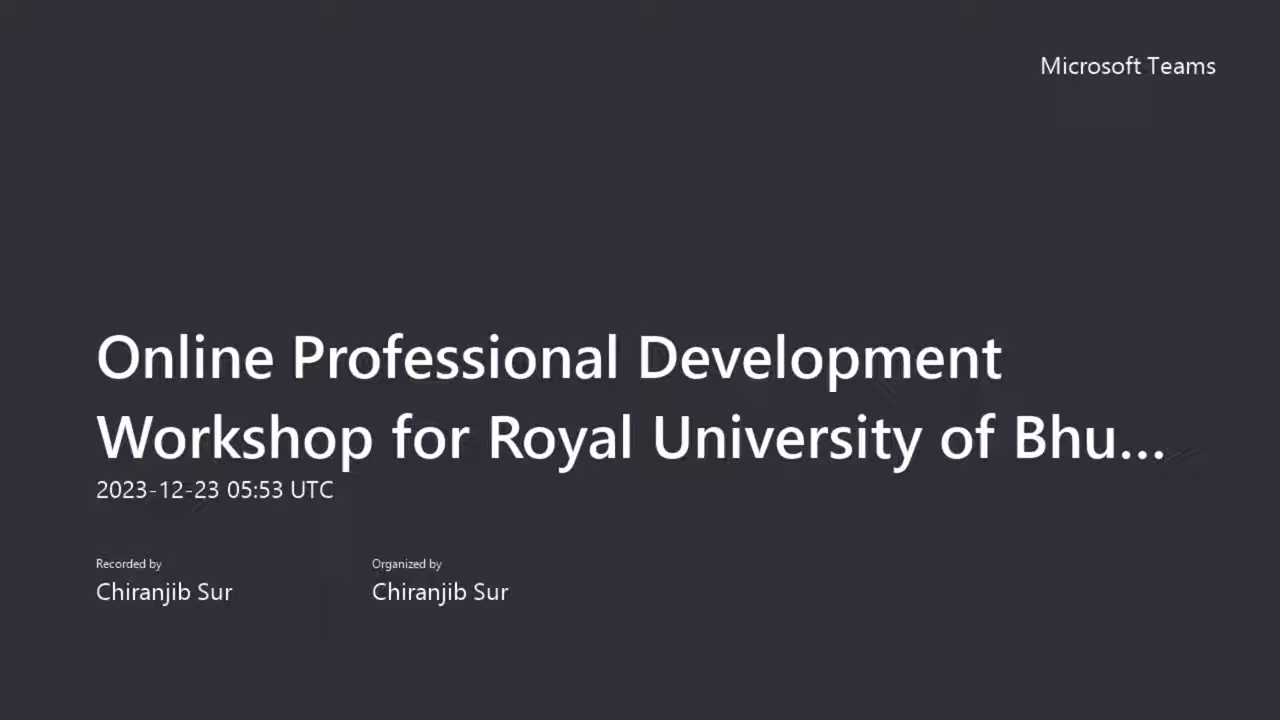 Microsoft Teams
Online Professional Development
Workshop for Royal University of Bhu...
2023-12-23 05:53 UTC
Recorded by
Organized by
Chiranjib Sur
Chiranjib Sur